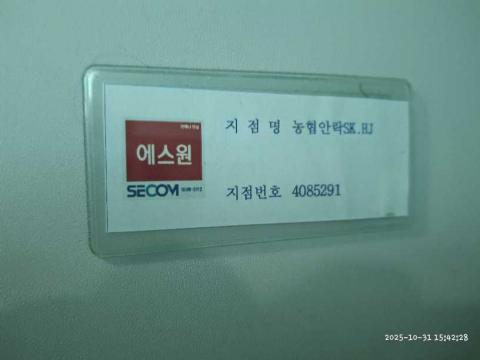 지 점 명 농협안락SK.HJ
에스원
SECOM
지점번호 4085291
2025-10-31 15:42:28